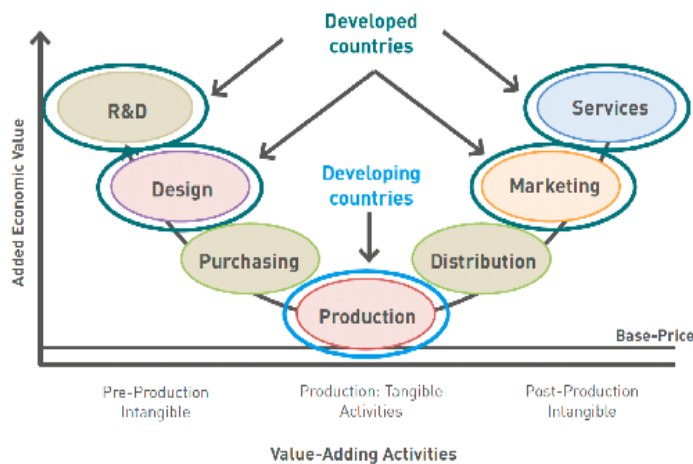 Developed
countries
R&D
Services
Design
Developing
countries
Marketing
Purchasing
Distribution
Production
Base-Price
Added Economic Value
Pre-Production
Intangible
Production: Tangible
Activities
Post-Production
Intangible
Value-Adding Activities